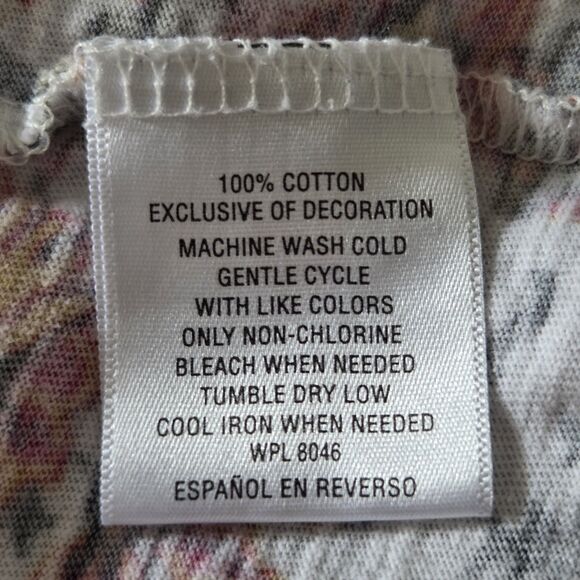 100% COTTON
EXCLUSIVE OF DECORATION
MACHINE WASH COLD
GENTLE CYCLE
WITH LIKE COLORS
ONLY NON-CHLORINE
BLEACH WHEN NEEDED
TUMBLE DRY LOW
COOL IRON WHEN NEEDED
WPL 8046
ESPAÑOL EN REVERSO